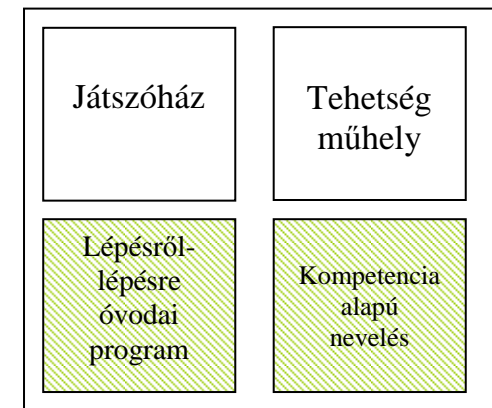 Játszóház
Tehetség
műhely
Lépésről-
lépésre
óvodai
program
Kompetencia
alapú
nevelés